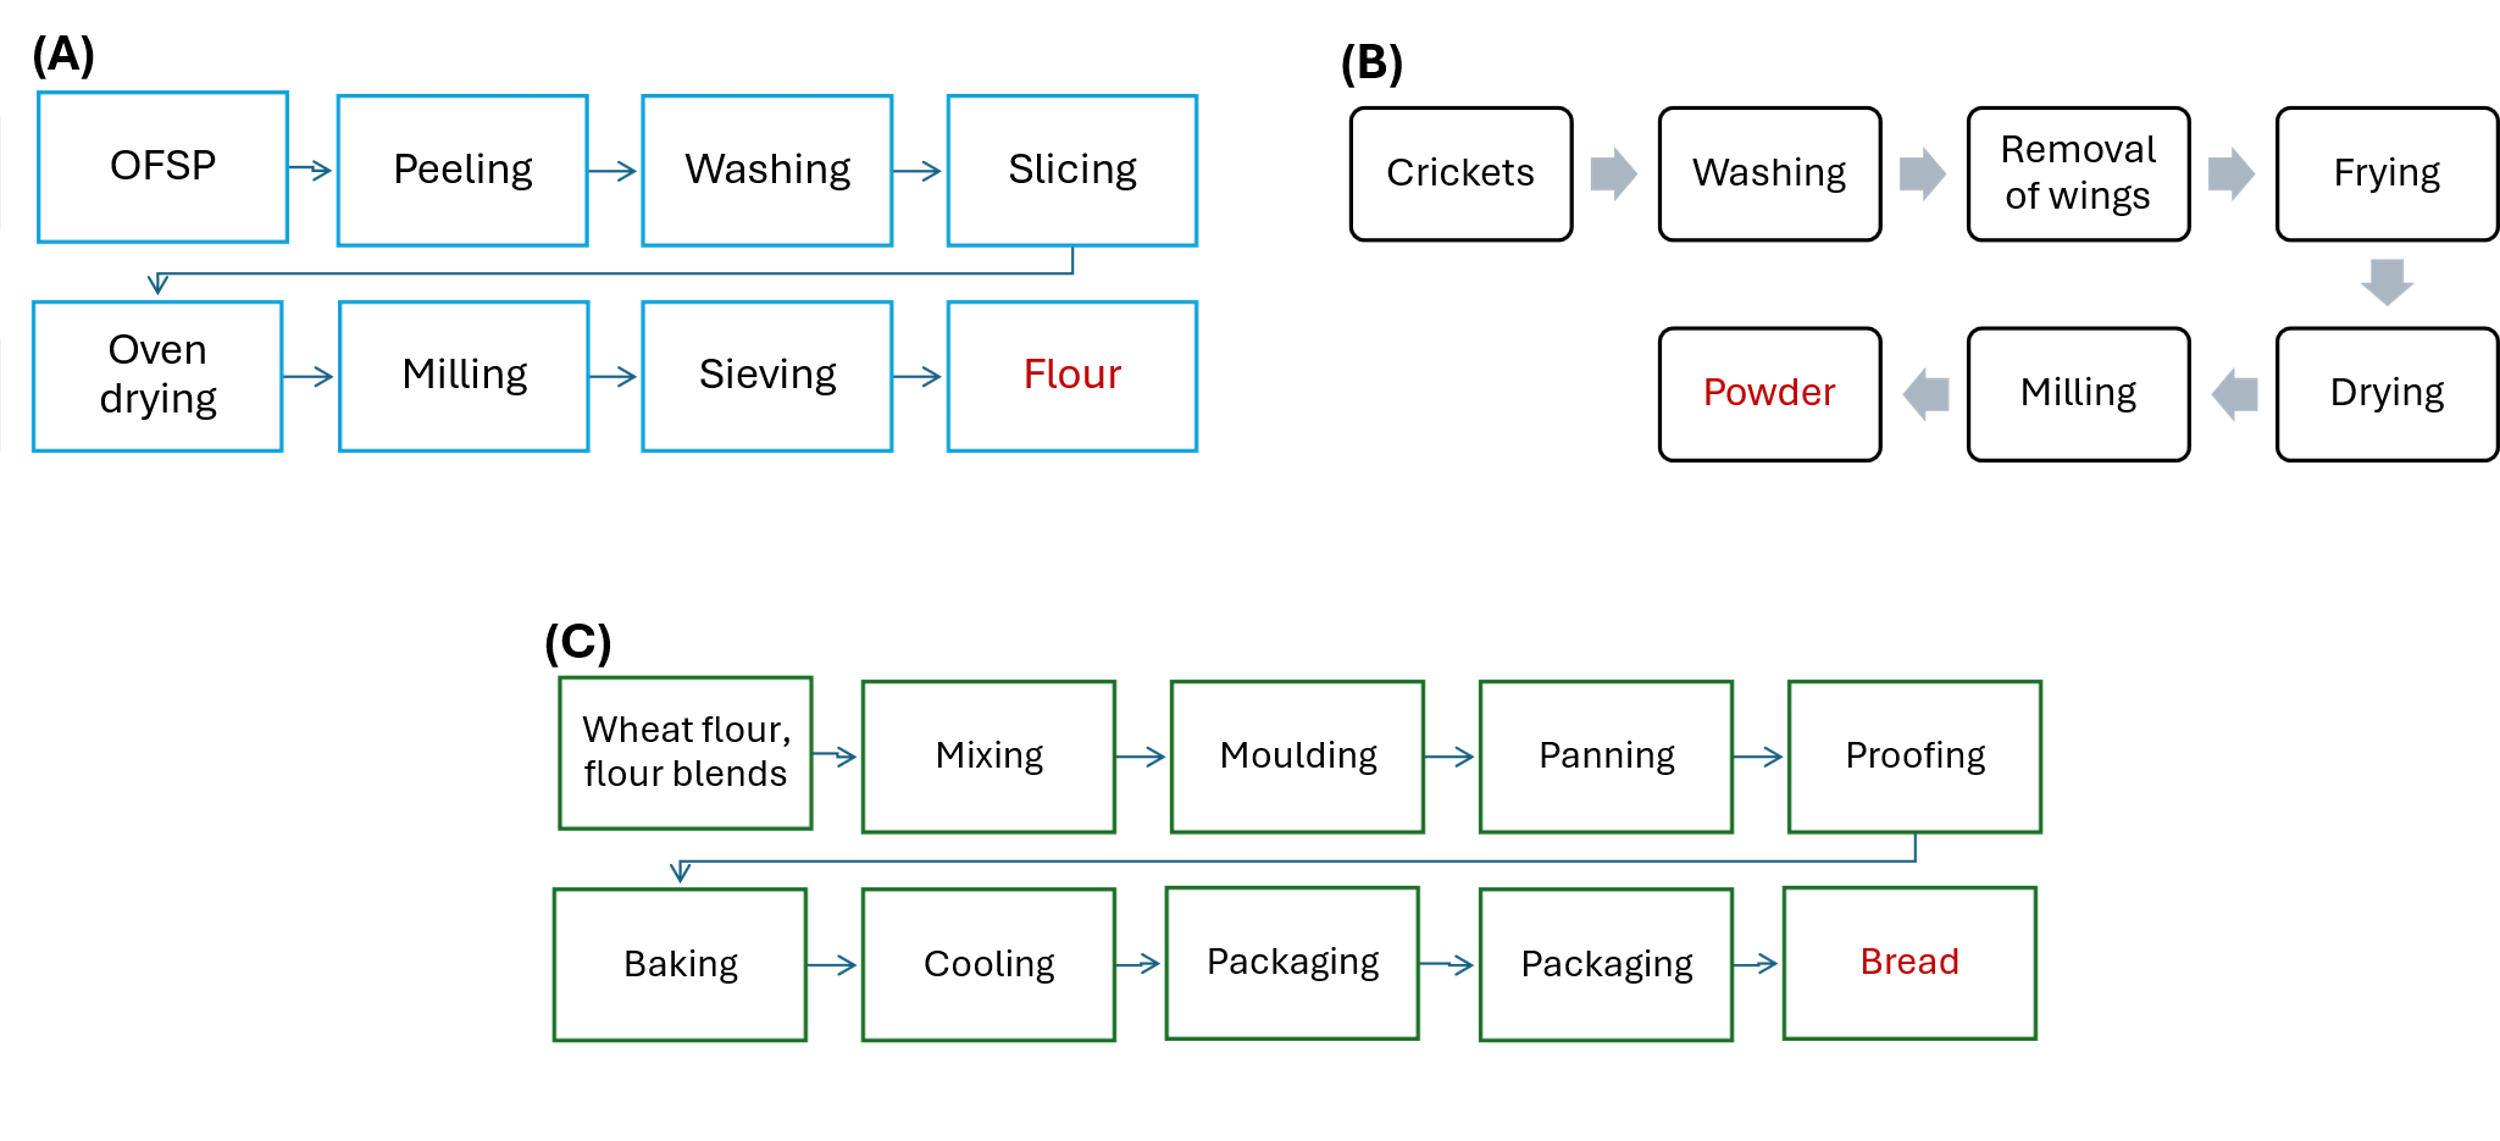 (A)
OFSP
Peeling
Washing
Slicing
Oven
drying
Milling
Sieving
Flour
(B)
Crickets
Washing
Removal
of wings
Frying
Drying
Milling
Powder
(C)
Wheat flour,
flour blends
Mixing
Moulding
Panning
Proofing
Baking
Cooling
Packaging
Packaging
Bread